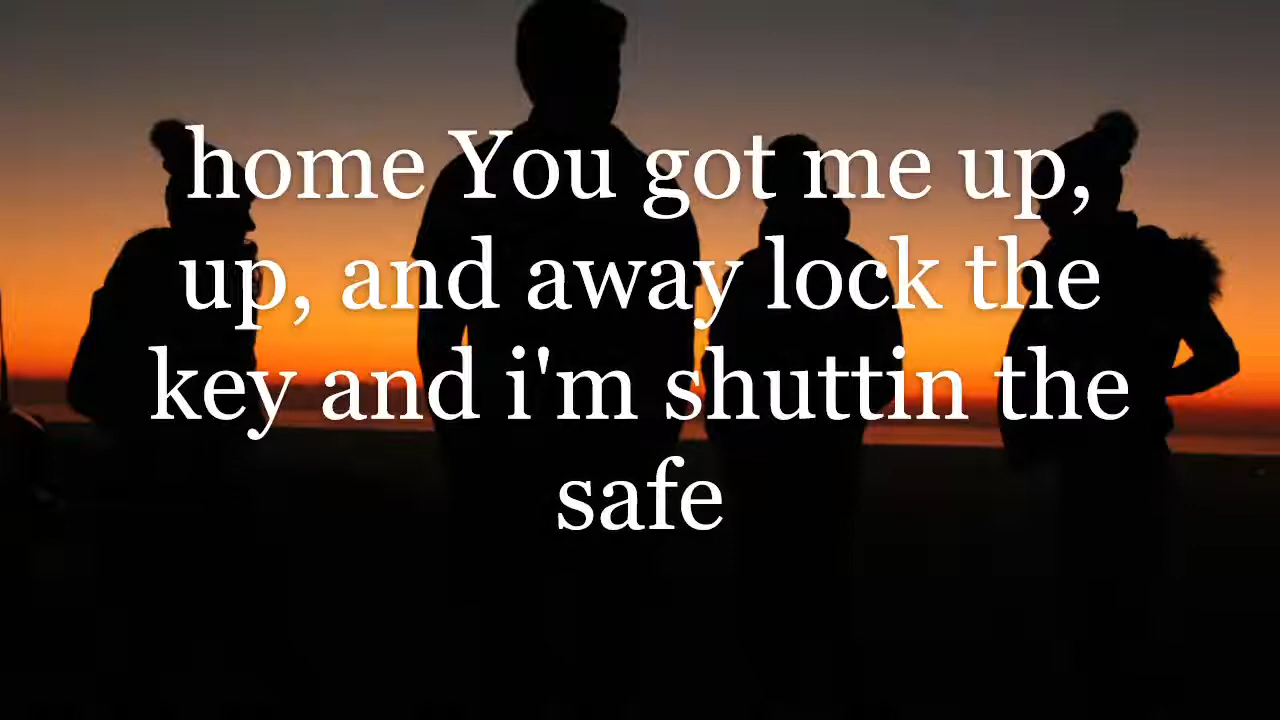 home You got me up,
up, and away lock the
key and i'm shuttin the
safe